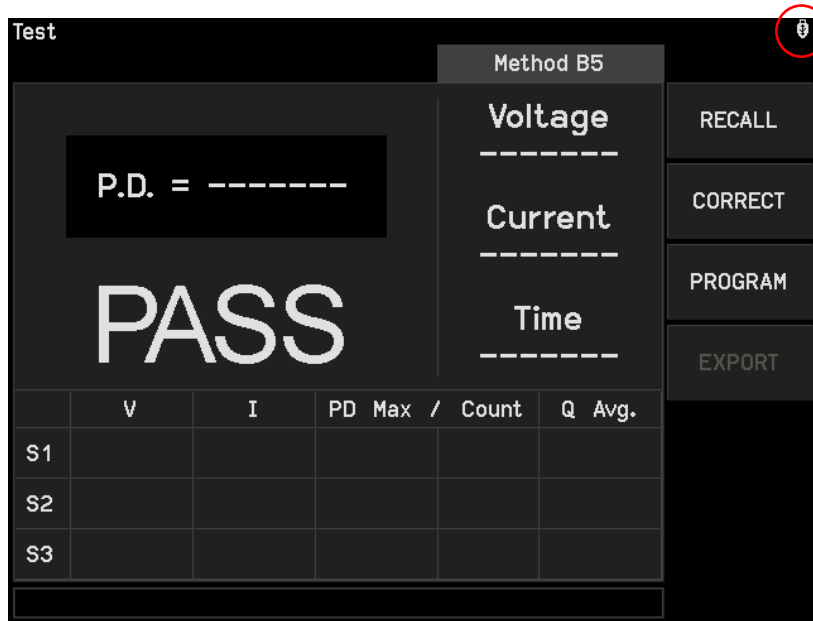 Test
Method B5
P.D. = -------
PASS
Voltage
-------
Current
-------
Time
-------
RECALL
CORRECT
PROGRAM
EXPORT
V I PD Max / Count Q Avg.
S1
S2
S3